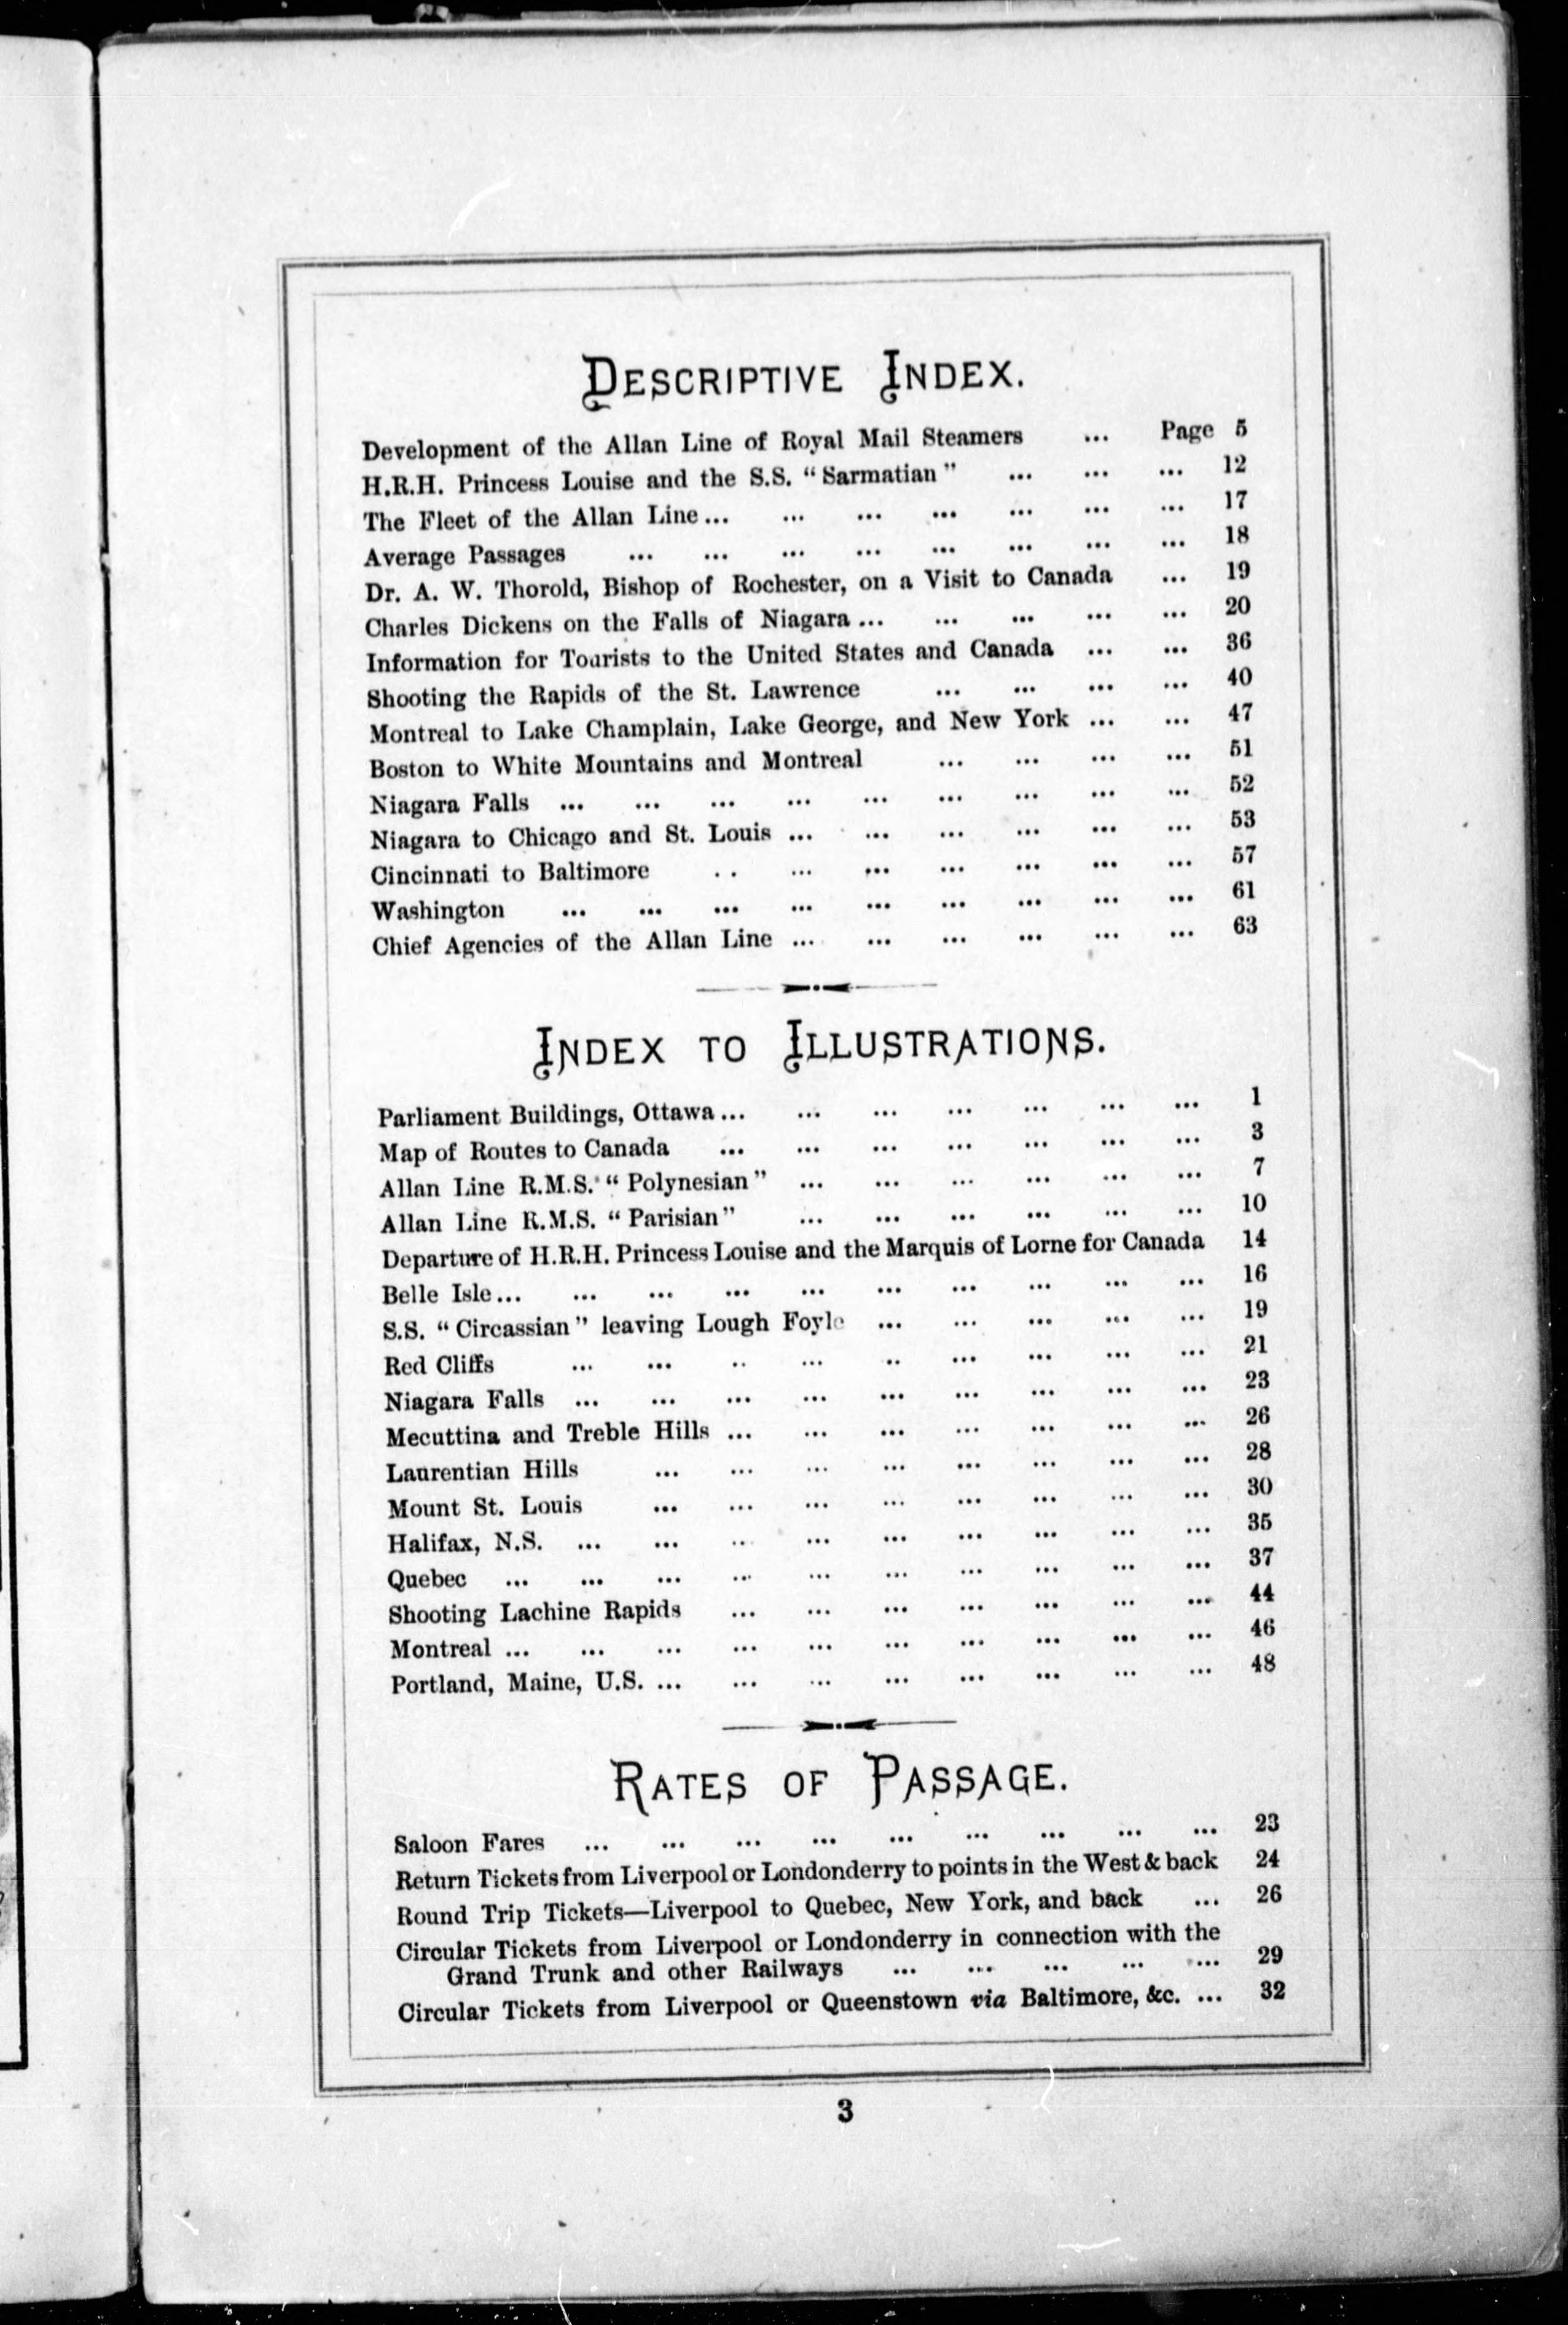 DESCRIPTIVE INDEX.
Development of the Allan Line of Royal Mail Steamers ... Page 5
H.R.H. Princess Louise and the S.S. “Sarmatian” ... ... ... 12
The Fleet of the Allan Line ... ... ... ... ... ... ... 17
Average Passages ... ... ... ... ... ... ... ... 18
Dr. A. W. Thorold, Bishop of Rochester, on a Visit to Canada ... 19
Charles Dickens on the Falls of Niagara ... ... ... ... ... 20
Information for Tourists to the United States and Canada ... ... 36
Shooting the Rapids of the St. Lawrence ... ... ... ... 40
Montreal to Lake Champlain, Lake George, and New York ... ... 47
Boston to White Mountains and Montreal ... ... ... ... 51
Niagara Falls ... ... ... ... ... ... ... ... ... 52
Niagara to Chicago and St. Louis ... ... ... ... ... ... 53
Cincinnati to Baltimore .. ... ... ... ... ... ... 57
Washington ... ... ... ... ... ... ... ... ... 61
Chief Agencies of the Allan Line ... ... ... ... ... ... 63
INDEX TO ILLUSTRATIONS.
Parliament Buildings, Ottawa ... ... ... ... ... ... ... 1
Map of Routes to Canada ... ... ... ... ... ... ... 3
Allan Line R.M.S. “Polynesian” ... ... ... ... ... ... 7
Allan Line R.M.S. “Parisian” ... ... ... ... ... ... 10
Departure of H.R.H. Princess Louise and the Marquis of Lorne for Canada 14
Belle Isle ... ... ... ... ... ... ... ... ... ... 16
S.S. “Circassian” leaving Lough Foyle ... ... ... ... ... 19
Red Cliffs ... ... .. ... .. ... ... ... ... 21
Niagara Falls ... ... ... ... ... ... ... ... ... 23
Mecuttina and Treble Hills ... ... ... ... ... ... ... 26
Laurentian Hills ... ... ... ... ... ... ... ... 28
Mount St. Louis ... ... ... ... ... ... ... ... 30
Halifax, N.S. ... ... ... ... ... ... ... ... ... 35
Quebec ... ... ... ... ... ... ... ... ... ... 37
Shooting Lachine Rapids ... ... ... ... ... ... ... 44
Montreal ... ... ... ... ... ... ... ... ... ... 46
Portland, Maine, U.S. ... ... ... ... ... ... ... ... 48
RATES OF PASSAGE.
Saloon Fares ... ... ... ... ... ... ... ... ... 23
Return Tickets from Liverpool or Londonderry to points in the West & back 24
Round Trip Tickets—Liverpool to Quebec, New York, and back ... 26
Circular Tickets from Liverpool or Londonderry in connection with the
Grand Trunk and other Railways ... ... ... ... ... 29
Circular Tickets from Liverpool or Queenstown via Baltimore, &c. ... 32
3